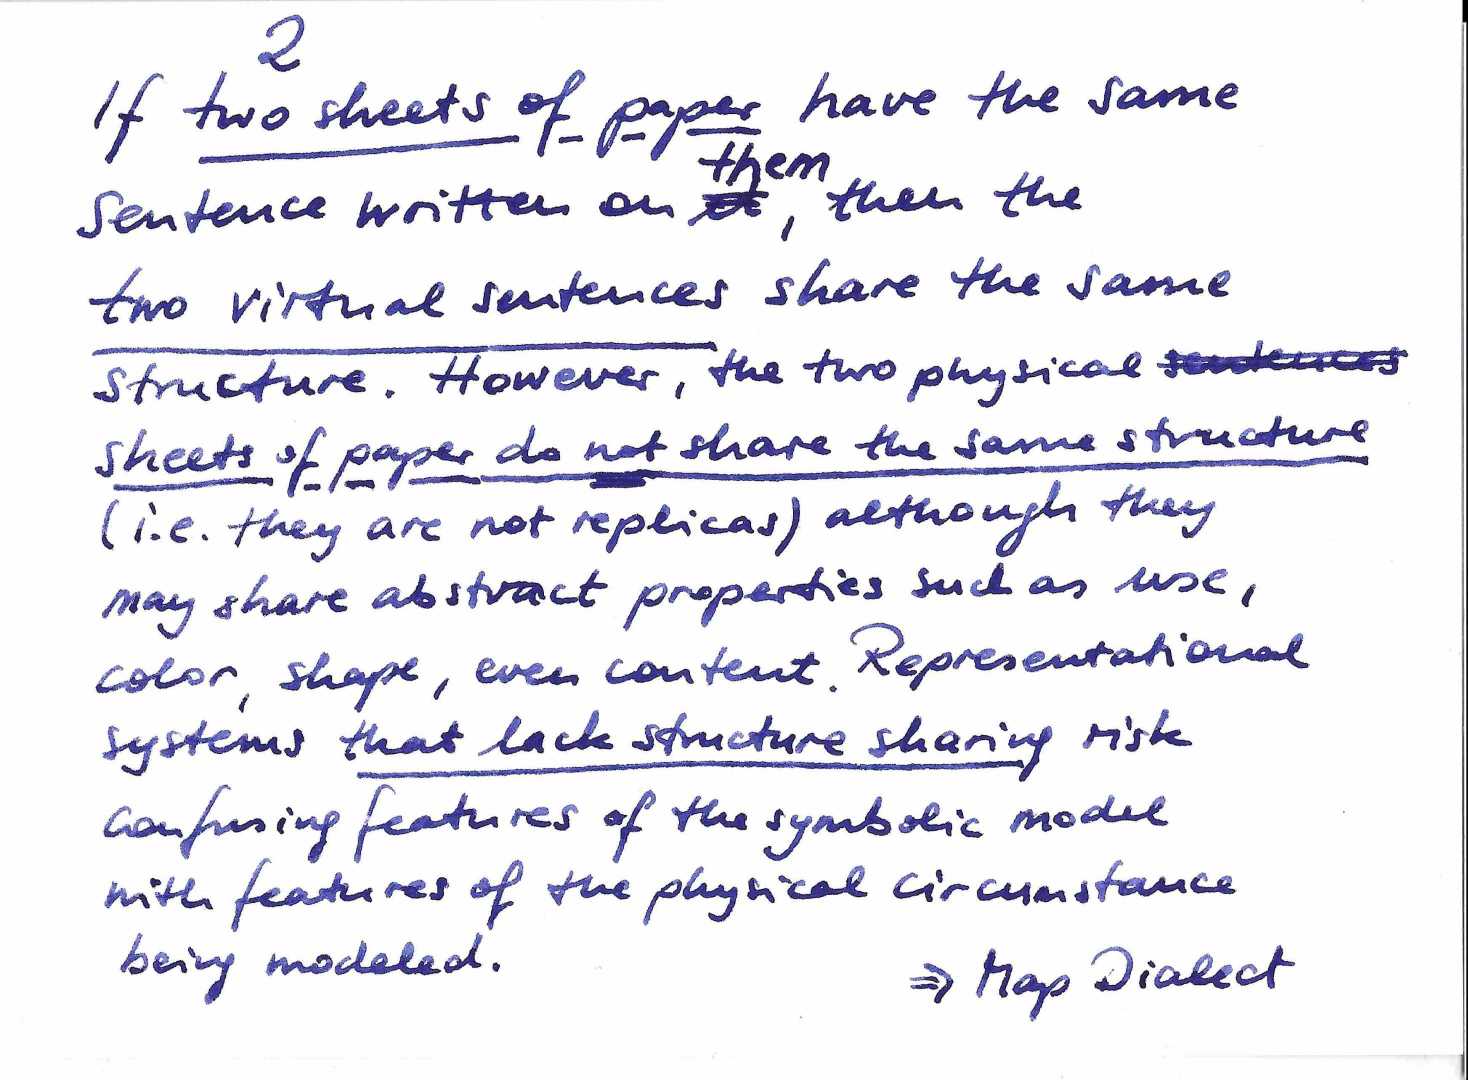 2
If two sheets of paper have the same
them
sentence written on it, then the
two virtual sentences share the same
structure. However, the two physical sentences
sheets of paper do not share the same structure
(i.e. they are not replicas) although they
may share abstract properties such as use,
color, shape, even content. Representational
systems that lack structure sharing risk
confusing features of the symbolic model
with features of the physical circumstance
being modeled.
⇒ Map Dialect